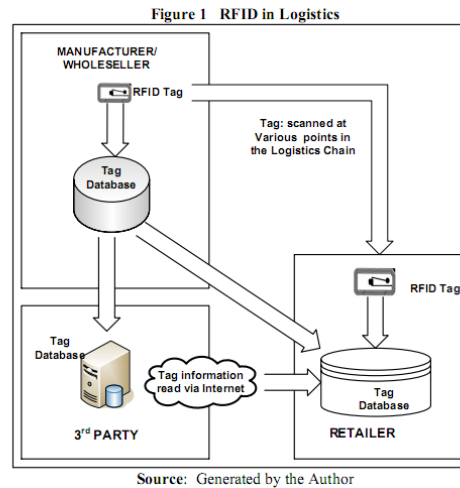 Figure 1 RFID in Logistics
MANUFACTURER/
WHOLESELLER
RFID Tag
Tag: scanned at
Various points in
the Logistics Chain
Tag
Database
RFID Tag
Tag
Database
Tag information
read via Internet
Tag
Database
3rd PARTY
RETAILER
Source: Generated by the Author